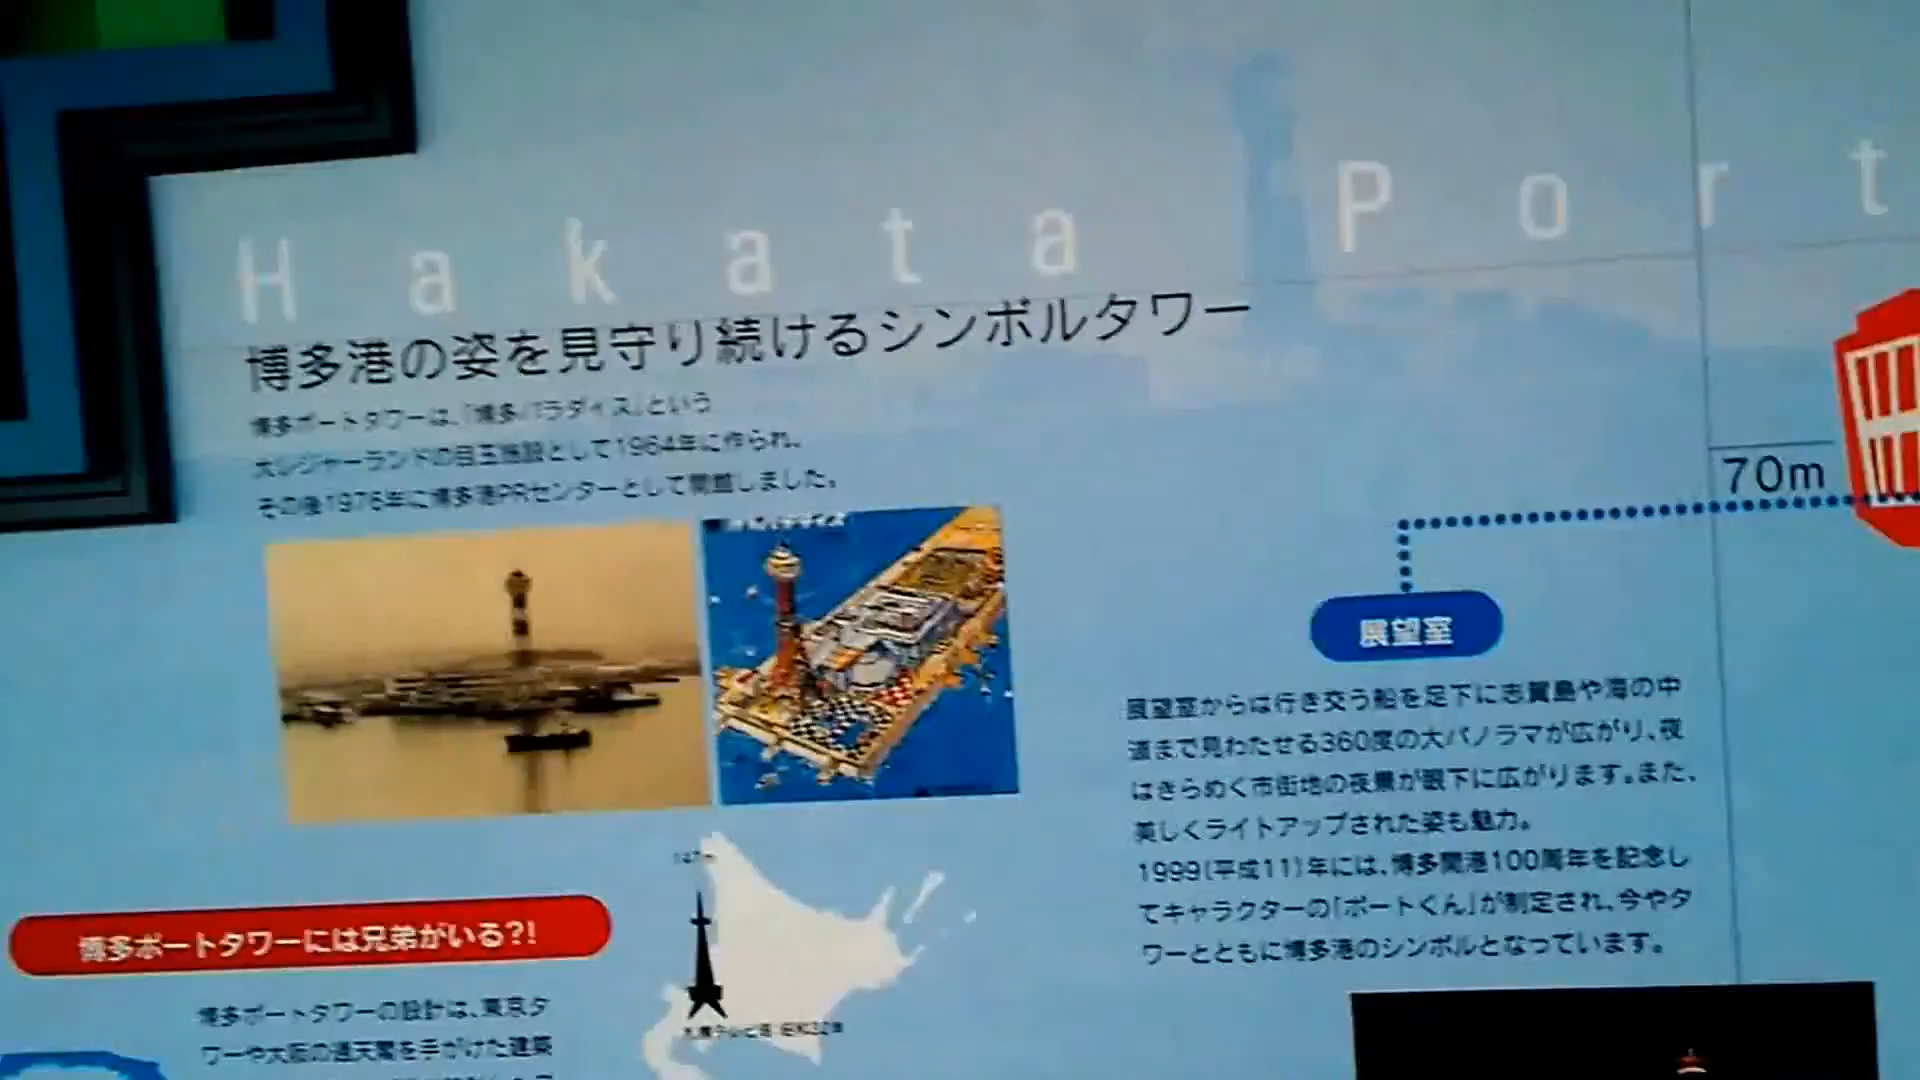 Hakata Port
博多港の姿を見守り続けるシンボルタワー
博多ポートタワーは、「博多パラダイス」という
大レジャーランドの目玉施設として1964年に作られ、
その後1976年に博多港PRセンターとして開館しました。
70m
展望室
展望室からは行き交う船を足下に志賀島や海の中
道まで見わたせる360度の大パノラマが広がり、夜
はきらめく市街地の夜景が眼下に広がります。また、
美しくライトアップされた姿も魅力。
1999(平成11)年には、博多開港100周年を記念し
てキャラクターの「ポートくん」が制定され、今やタ
ワーとともに博多港のシンボルとなっています。
147m
博多ポートタワーには兄弟がいる?!
博多ポートタワーの設計は、東京タ
ワーや大阪の通天閣を手がけた建築